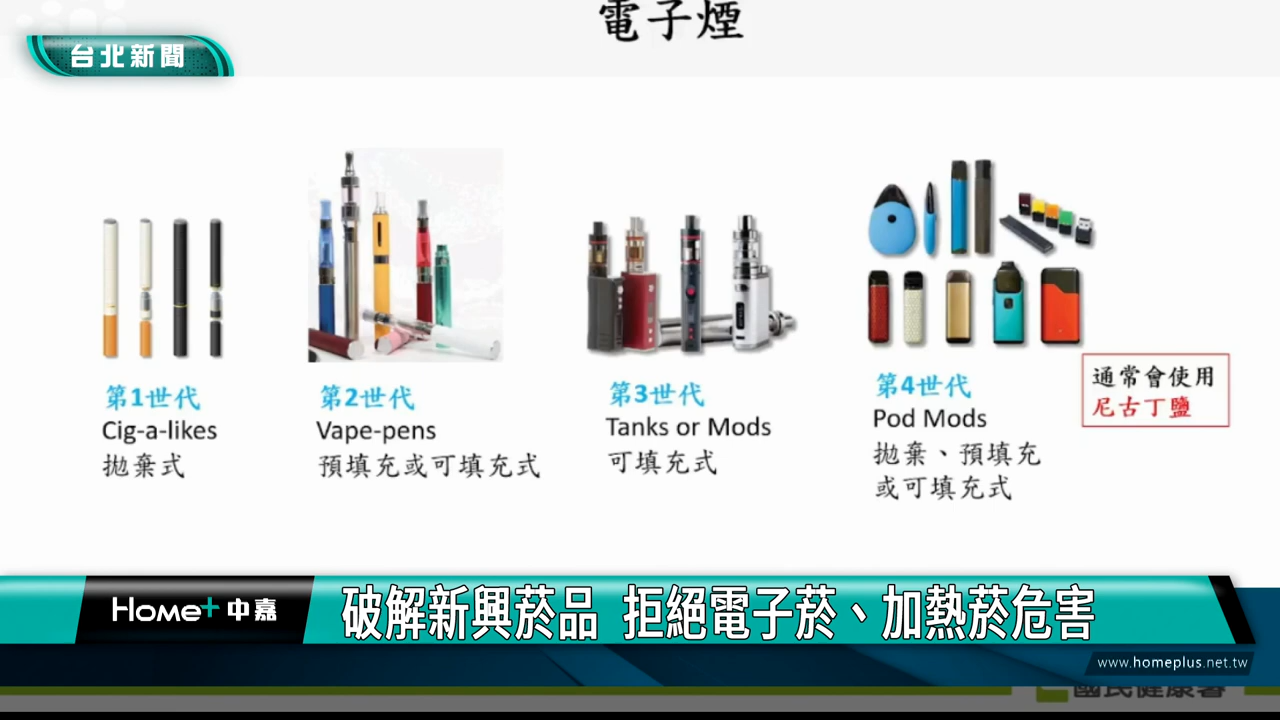 電子煙
台北新聞
第1世代
Cig-a-likes
拋棄式
第2世代
Vape-pens
預填充或可填充式
第3世代
Tanks or Mods
可填充式
第4世代
Pod Mods
拋棄、預填充
或可填充式
通常會使用
尼古丁鹽
Home+ 中嘉
破解新興菸品 拒絕電子菸、加熱菸危害
www.homeplus.net.tw
國民健康署